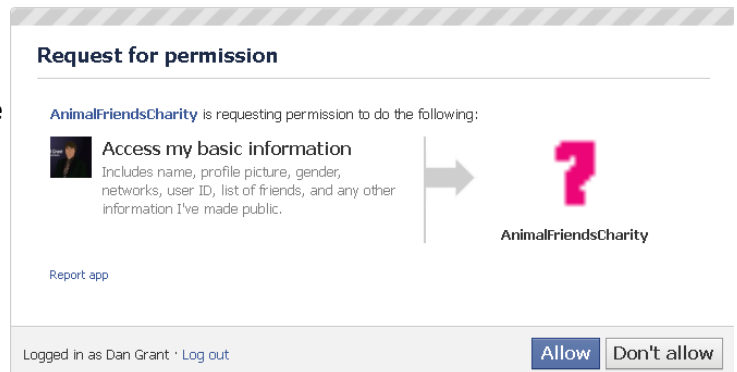 Request for permission
e
AnimalFriendsCharity is requesting permission to do the following:
Access my basic information
Includes name, profile picture, gender,
networks, user ID, list of friends, and any other
information I've made public.
?
AnimalFriendsCharity
Report app
Logged in as Dan Grant · Log out
Allow
Don't allow